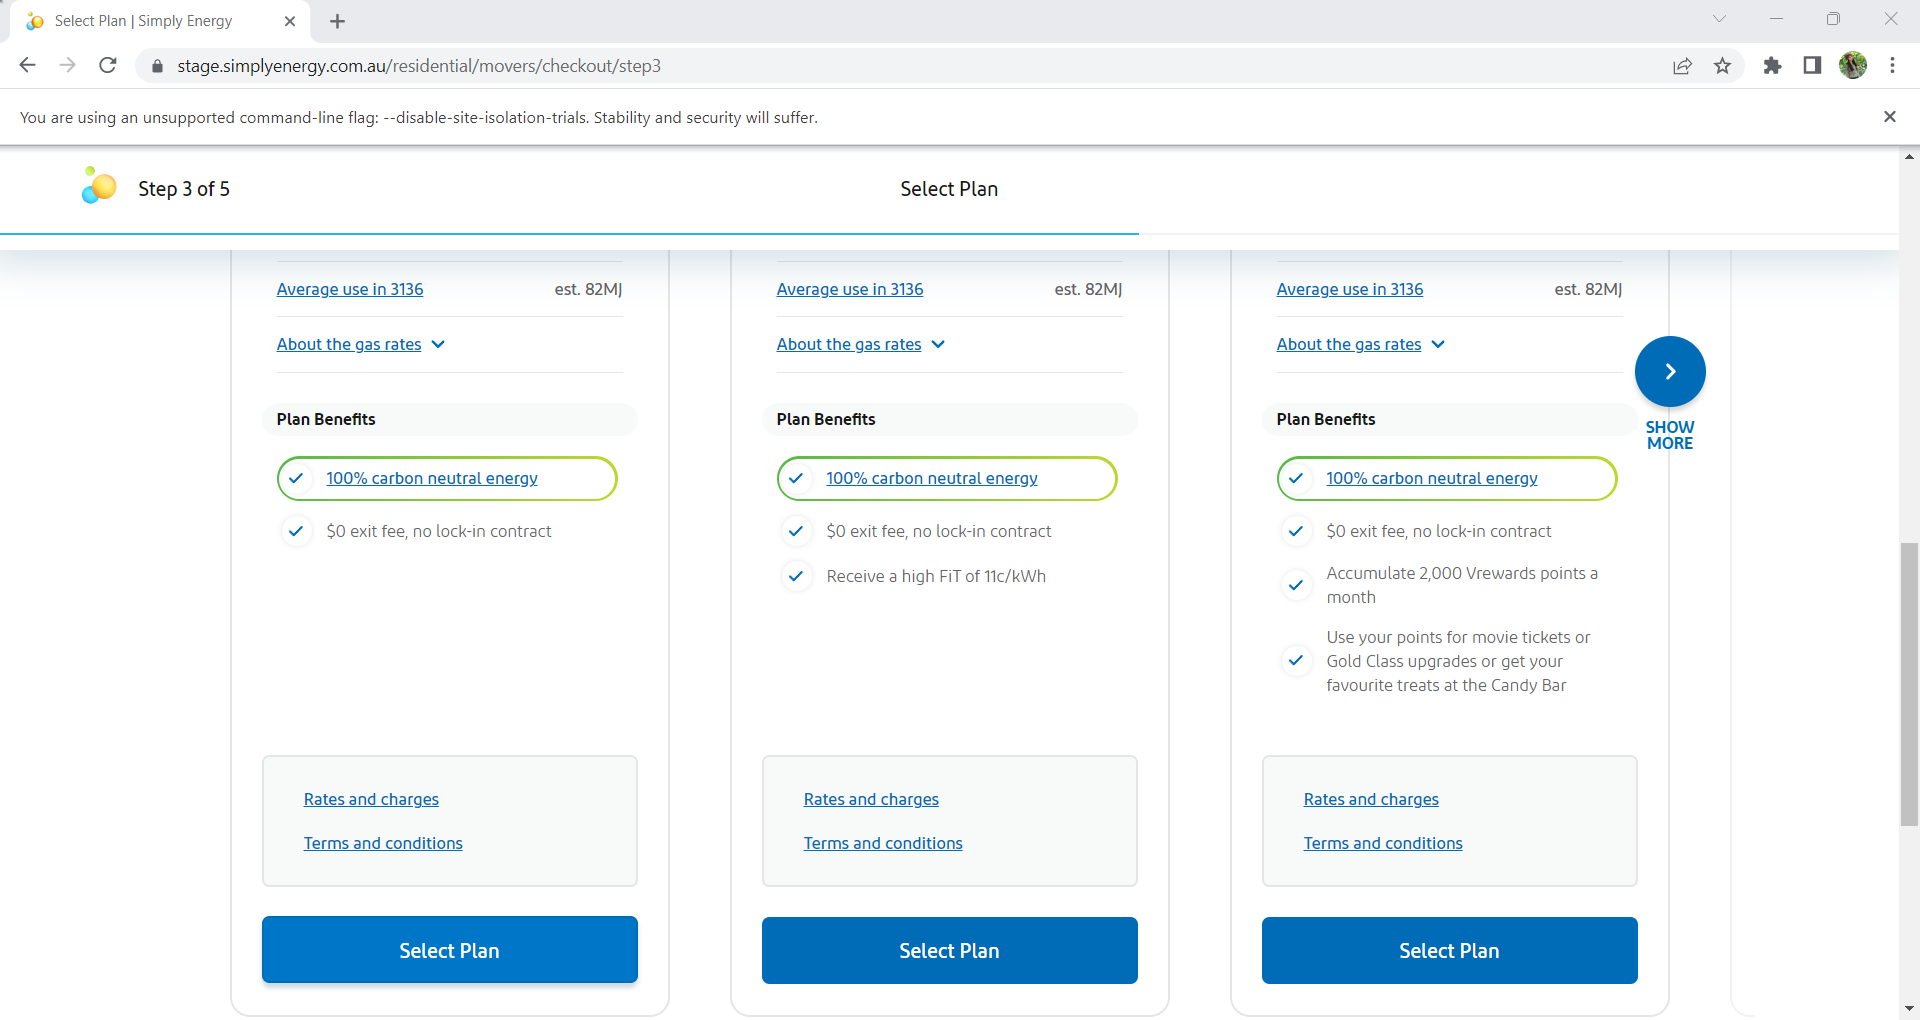 Select Plan | Simply Energy
stage.simplyenergy.com.au/residential/movers/checkout/step3
You are using an unsupported command-line flag: --disable-site-isolation-trials. Stability and security will suffer.
Step 3 of 5
Select Plan
Average use in 3136 est. 82MJ
About the gas rates
Plan Benefits
100% carbon neutral energy
$0 exit fee, no lock-in contract
Rates and charges
Terms and conditions
Select Plan
Average use in 3136 est. 82MJ
About the gas rates
Plan Benefits
100% carbon neutral energy
$0 exit fee, no lock-in contract
Receive a high FiT of 11c/kWh
Rates and charges
Terms and conditions
Select Plan
Average use in 3136 est. 82MJ
About the gas rates
Plan Benefits
100% carbon neutral energy
$0 exit fee, no lock-in contract
Accumulate 2,000 Vrewards points a
month
Use your points for movie tickets or
Gold Class upgrades or get your
favourite treats at the Candy Bar
Rates and charges
Terms and conditions
Select Plan
SHOW
MORE